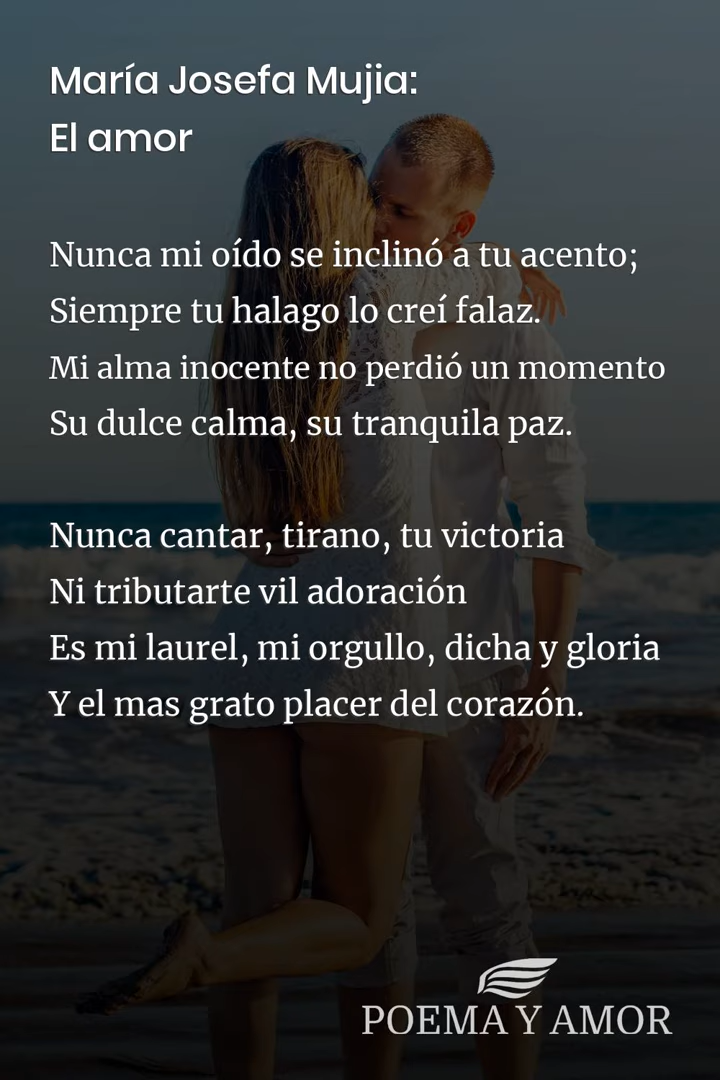 María Josefa Mujia:
El amor
Nunca mi oído se inclinó a tu acento;
Siempre tu halago lo creí falaz.
Mi alma inocente no perdió un momento
Su dulce calma, su tranquila paz.
Nunca cantar, tirano, tu victoria
Ni tributarte vil adoración
Es mi laurel, mi orgullo, dicha y gloria
Y el mas grato placer del corazón.
POEMA Y AMOR